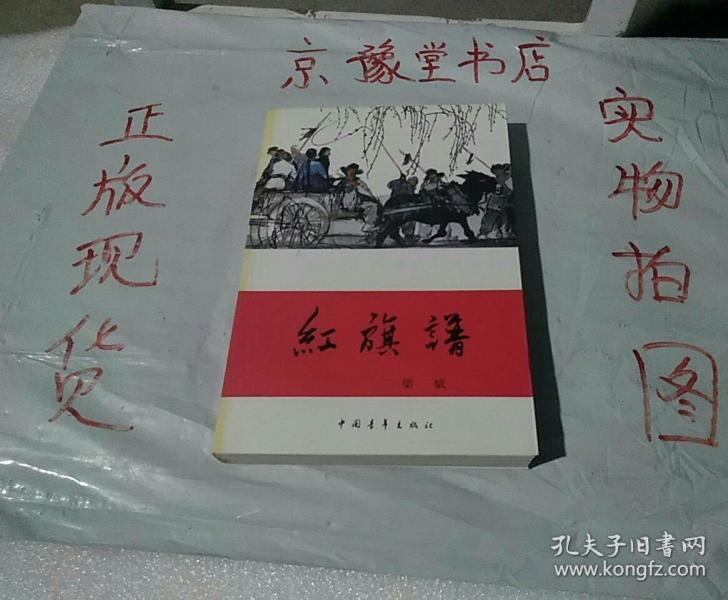 京豫堂书店
正版现货
实物拍图
紅旗譜
梁斌
中国青年出版社
孔夫子旧書网
www.kongfz.com